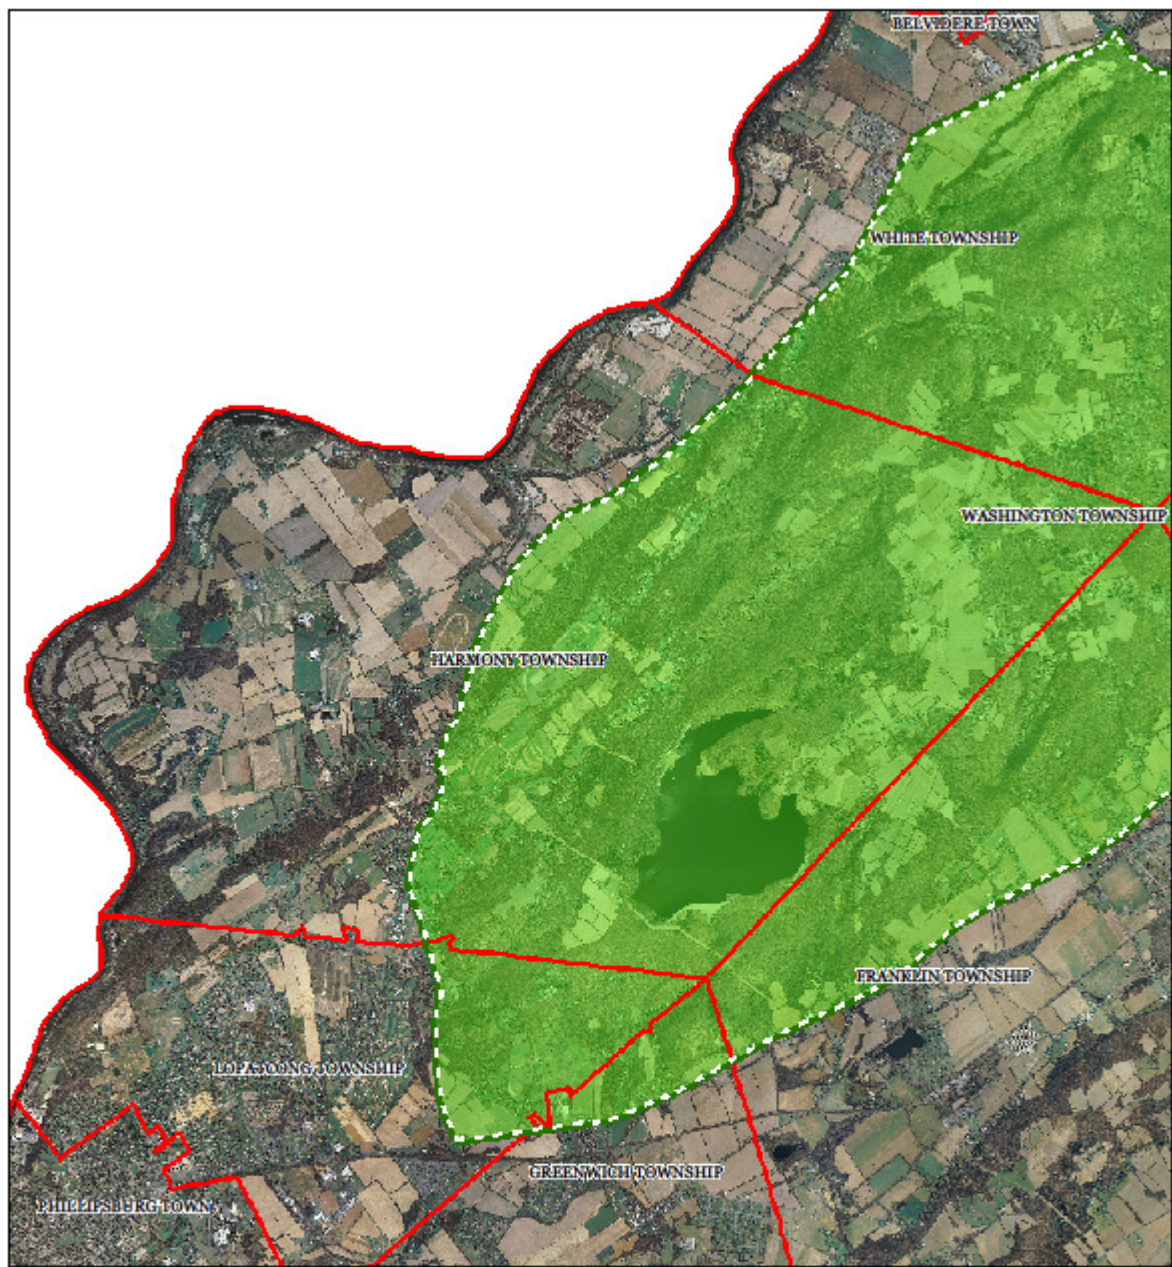 BELVIDERE TOWN
WHITE TOWNSHIP
WASHINGTON TOWNSHIP
HARMONY TOWNSHIP
FRANKLIN TOWNSHIP
LOPATCONG TOWNSHIP
GREENWICH TOWNSHIP
PHILLIPSBURG TOWN